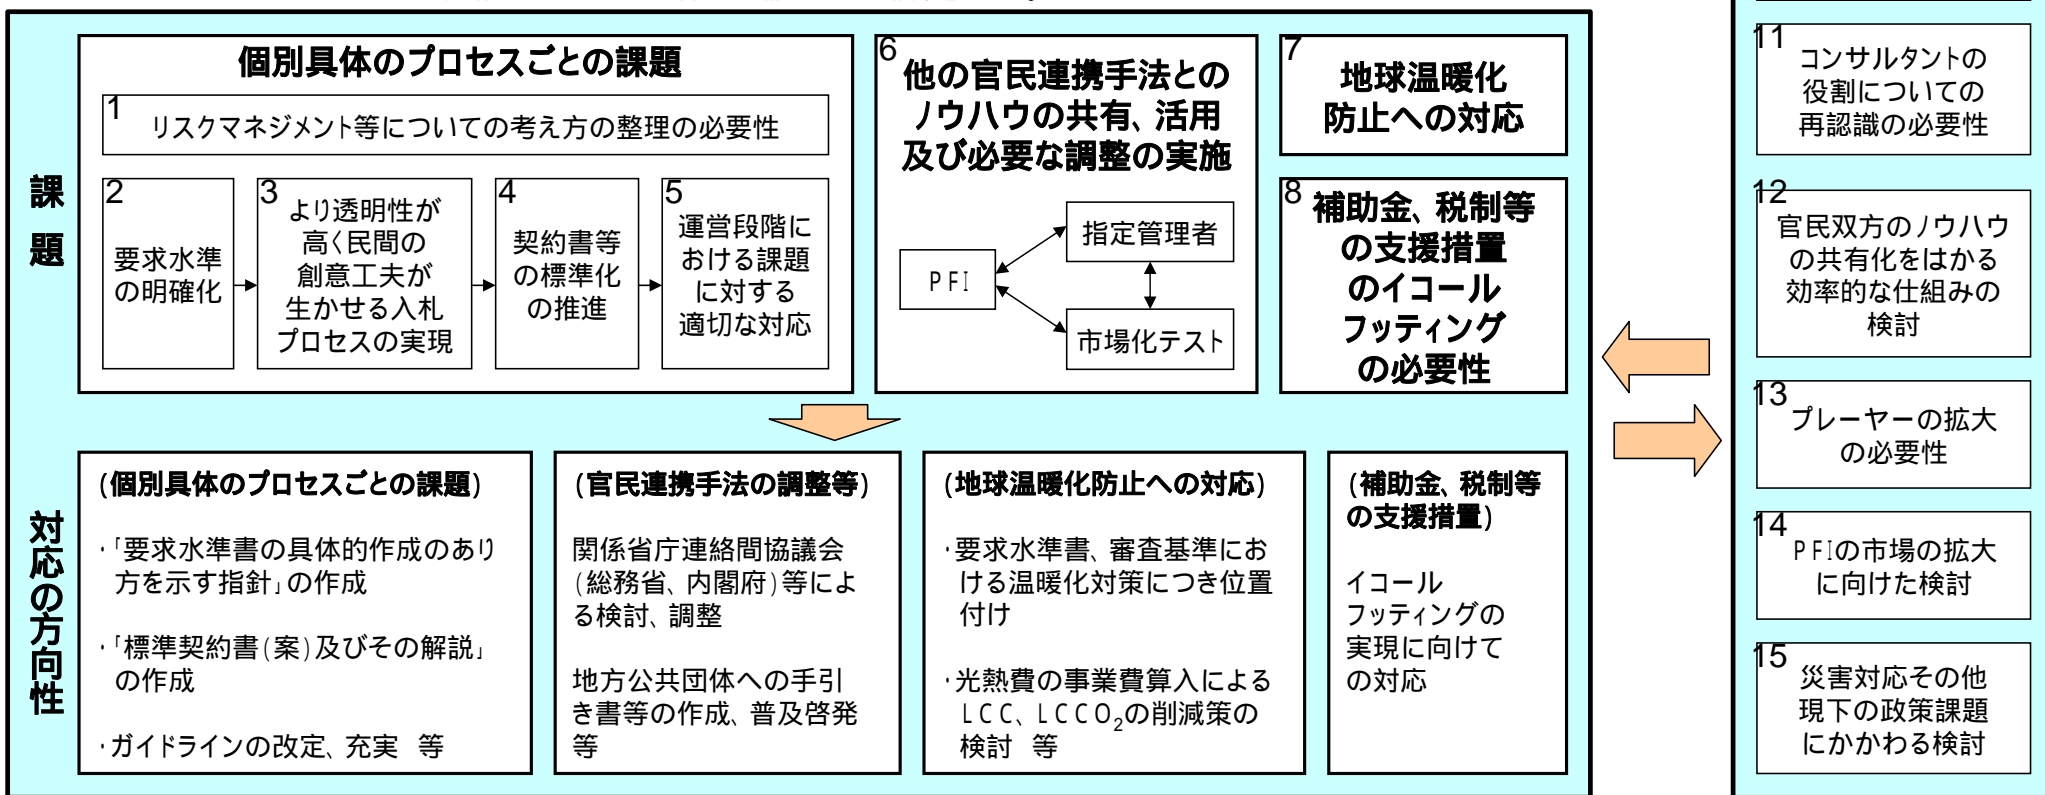 課題
個別具体のプロセスごとの課題
1
リスクマネジメント等についての考え方の整理の必要性
2
要求水準
の明確化
3
より透明性が
高く民間の
創意工夫が
生かせる入札
プロセスの実現
4
契約書等
の標準化
の推進
5
運営段階に
おける課題
に対する
適切な対応
6
他の官民連携手法との
ノウハウの共有、活用
及び必要な調整の実施
PFI
指定管理者
市場化テスト
7
地球温暖化
防止への対応
8
補助金、税制等
の支援措置
のイコール
フッティング
の必要性
対応の方向性
(個別具体のプロセスごとの課題)
・「要求水準書の具体的作成のあり
方を示す指針」の作成
・「標準契約書(案)及びその解説」
の作成
・ガイドラインの改定、充実 等
(官民連携手法の調整等)
関係省庁連絡間協議会
(総務省、内閣府)等によ
る検討、調整
地方公共団体への手引
き書等の作成、普及啓発
等
(地球温暖化防止への対応)
・要求水準書、審査基準にお
ける温暖化対策につき位置
付け
・光熱費の事業費算入による
LCC、LCCO2の削減策の
検討 等
(補助金、税制等
の支援措置)
イコール
フッティングの
実現に向けて
の対応
11
コンサルタントの
役割についての
再認識の必要性
12
官民双方のノウハウ
の共有化をはかる
効率的な仕組みの
検討
13
プレーヤーの拡大
の必要性
14
PFIの市場の拡大
に向けた検討
15
災害対応その他
現下の政策課題
にかかわる検討